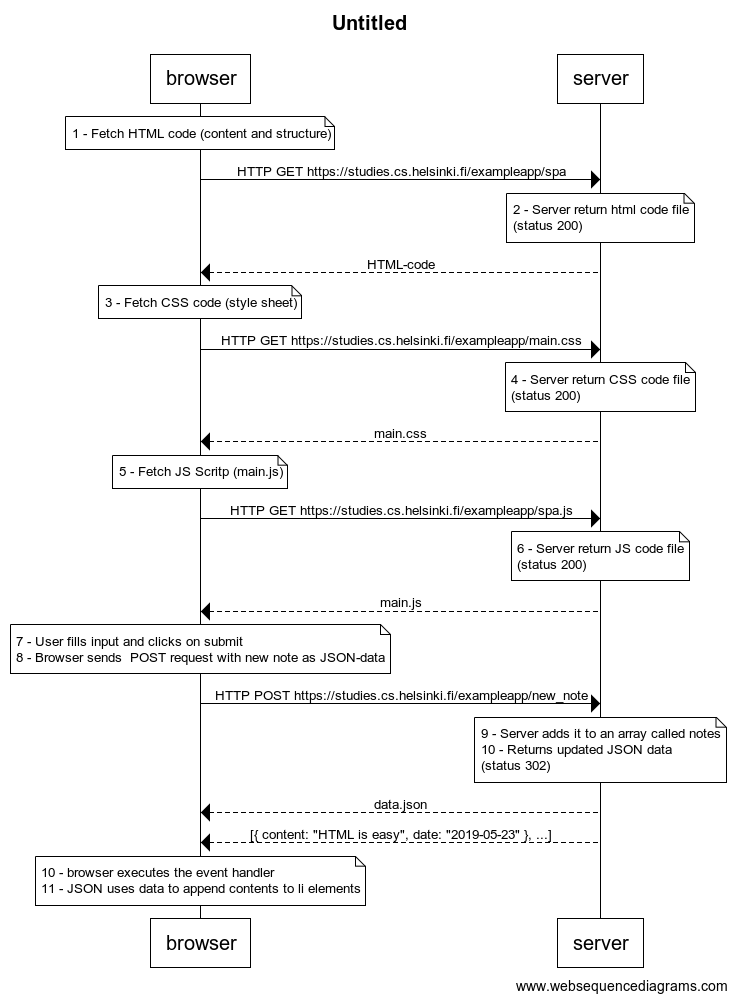 Untitled
browser
server
1 - Fetch HTML code (content and structure)
HTTP GET https://studies.cs.helsinki.fi/exampleapp/spa
2 - Server return html code file
(status 200)
HTML-code
3 - Fetch CSS code (style sheet)
HTTP GET https://studies.cs.helsinki.fi/exampleapp/main.css
4 - Server return CSS code file
(status 200)
main.css
5 - Fetch JS Scritp (main.js)
HTTP GET https://studies.cs.helsinki.fi/exampleapp/spa.js
6 - Server return JS code file
(status 200)
main.js
7 - User fills input and clicks on submit
8 - Browser sends  POST request with new note as JSON-data
HTTP POST https://studies.cs.helsinki.fi/exampleapp/new_note
9 - Server adds it to an array called notes
10 - Returns updated JSON data
(status 302)
data.json
[{ content: "HTML is easy", date: "2019-05-23" }, ...]
10 - browser executes the event handler
11 - JSON uses data to append contents to li elements
browser
server
www.websequencediagrams.com